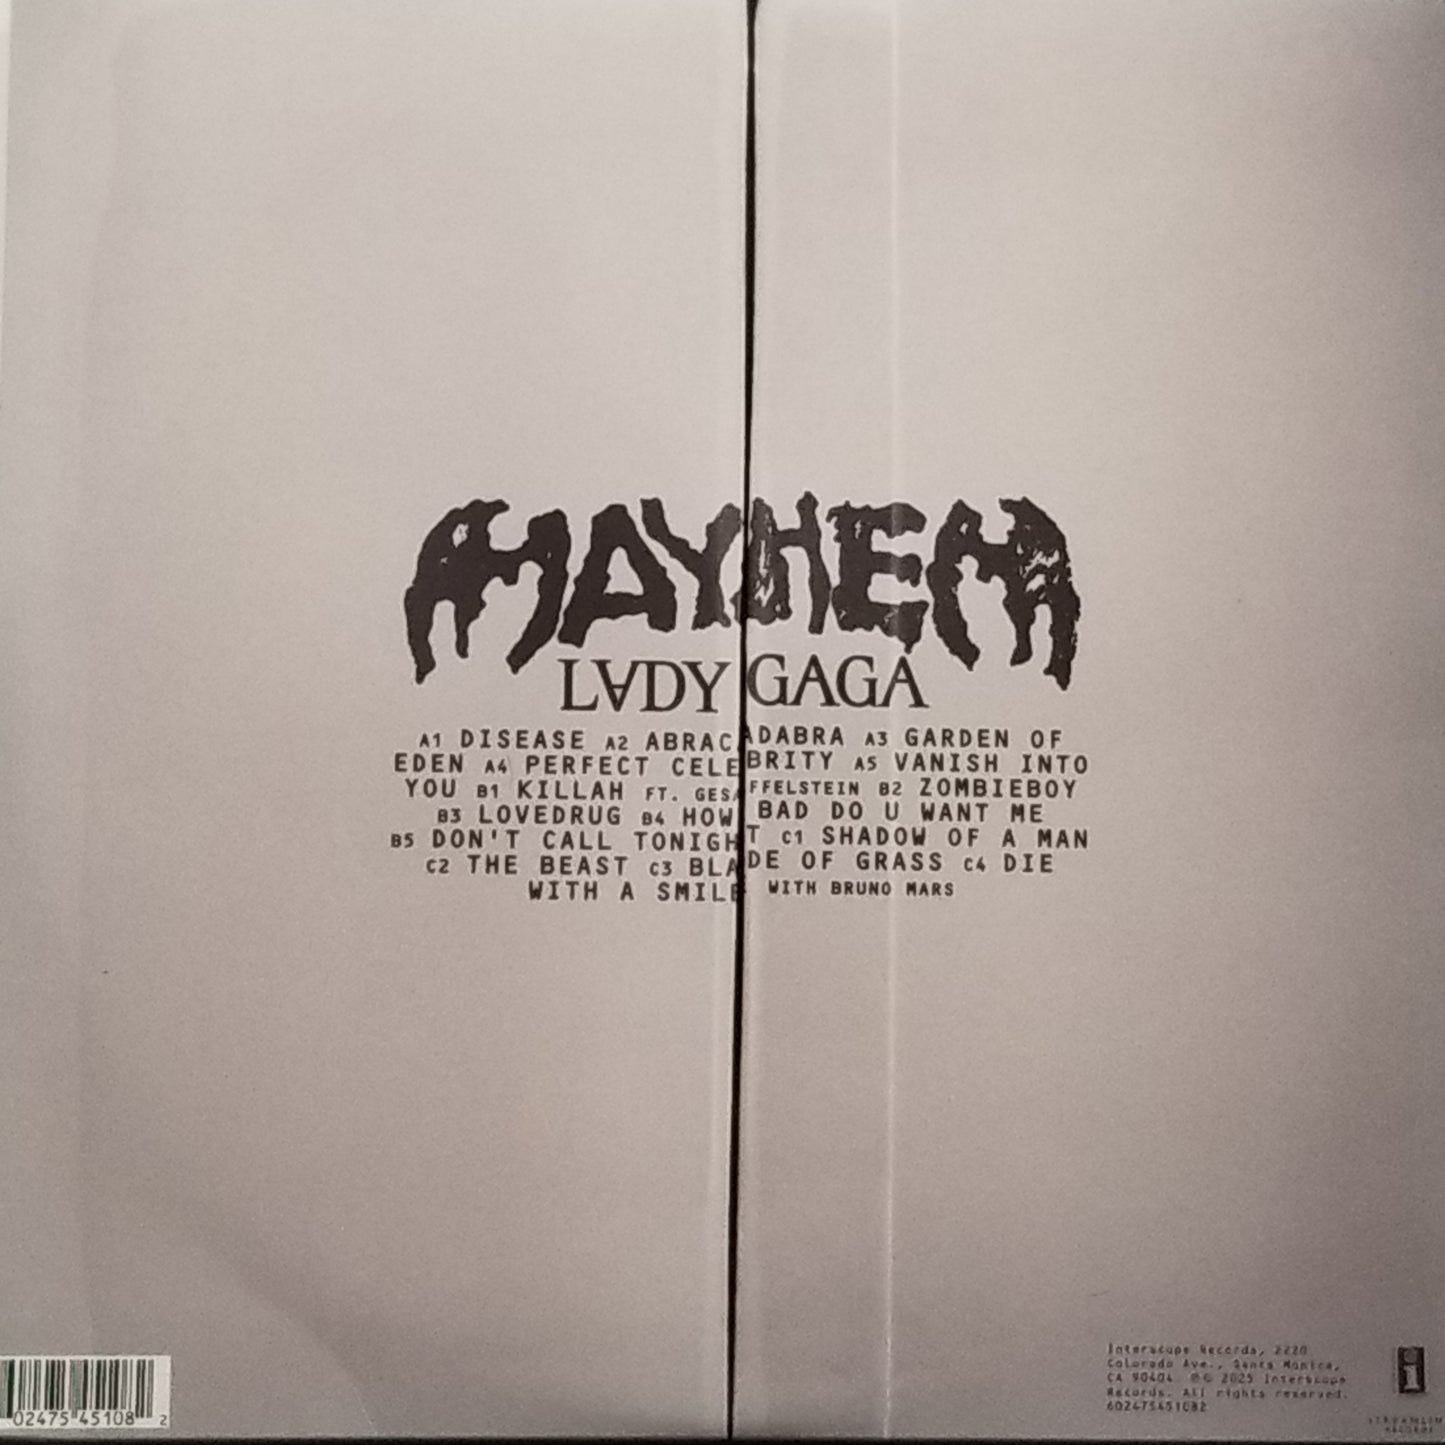 MAYHEM
LADY GAGA
A1 DISEASE A2 ABRACADABRA A3 GARDEN OF
EDEN A4 PERFECT CELEBRITY A5 VANISH INTO
YOU B1 KILLAH FT. GESAFFELSTEIN B2 ZOMBIEBOY
B3 LOVEDRUG B4 HOW BAD DO U WANT ME
B5 DON'T CALL TONIGHT C1 SHADOW OF A MAN
C2 THE BEAST C3 BLADE OF GRASS C4 DIE
WITH A SMILE WITH BRUNO MARS
02475 45108 2
Interscope Records, 2220
Colorado Ave., Santa Monica,
CA 90404. ℗© 2025 Interscope
Records. All rights reserved.
602475451082
i
RECORDS